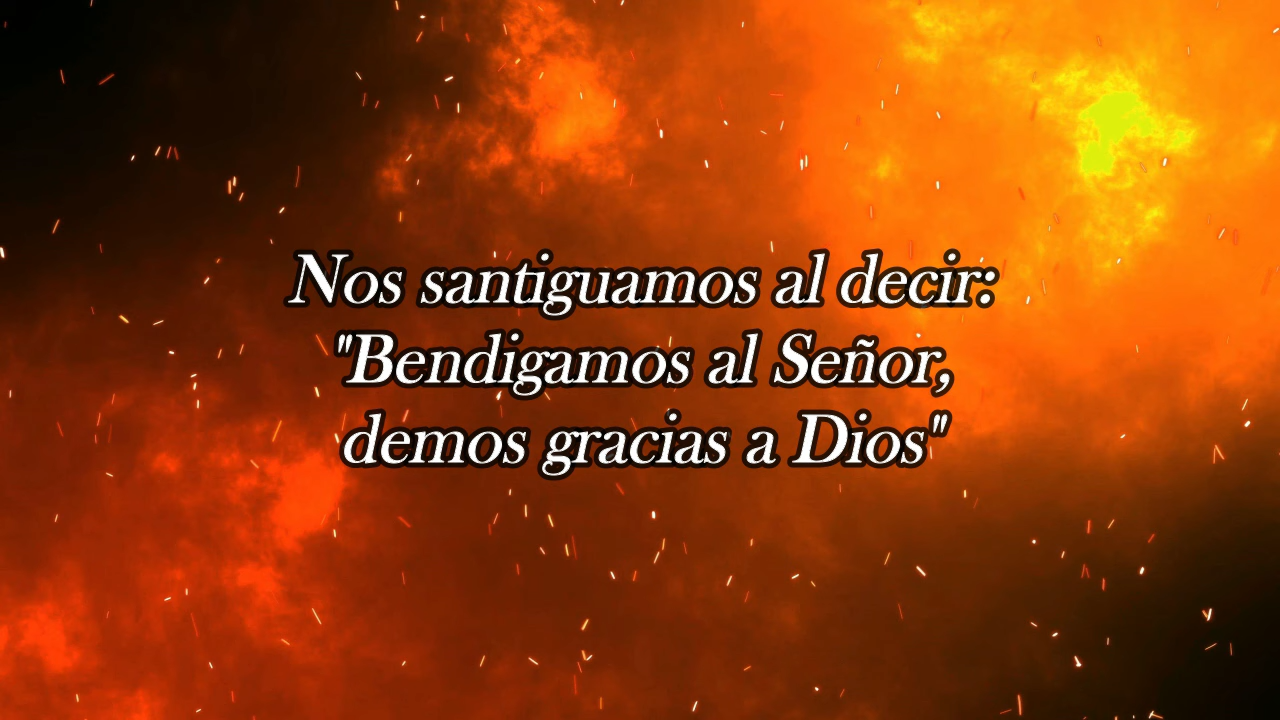 Nos santiguamos al decir:
"Bendigamos al Señor,
demos gracias a Dios"